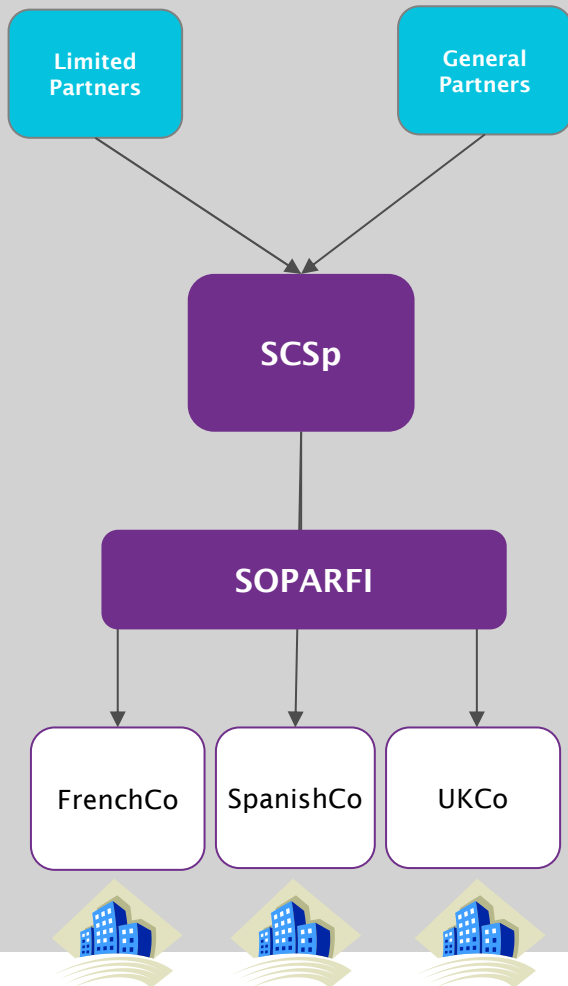 Limited
Partners
General
Partners
SCSp
SOPARFI
FrenchCo
SpanishCo
UKCo